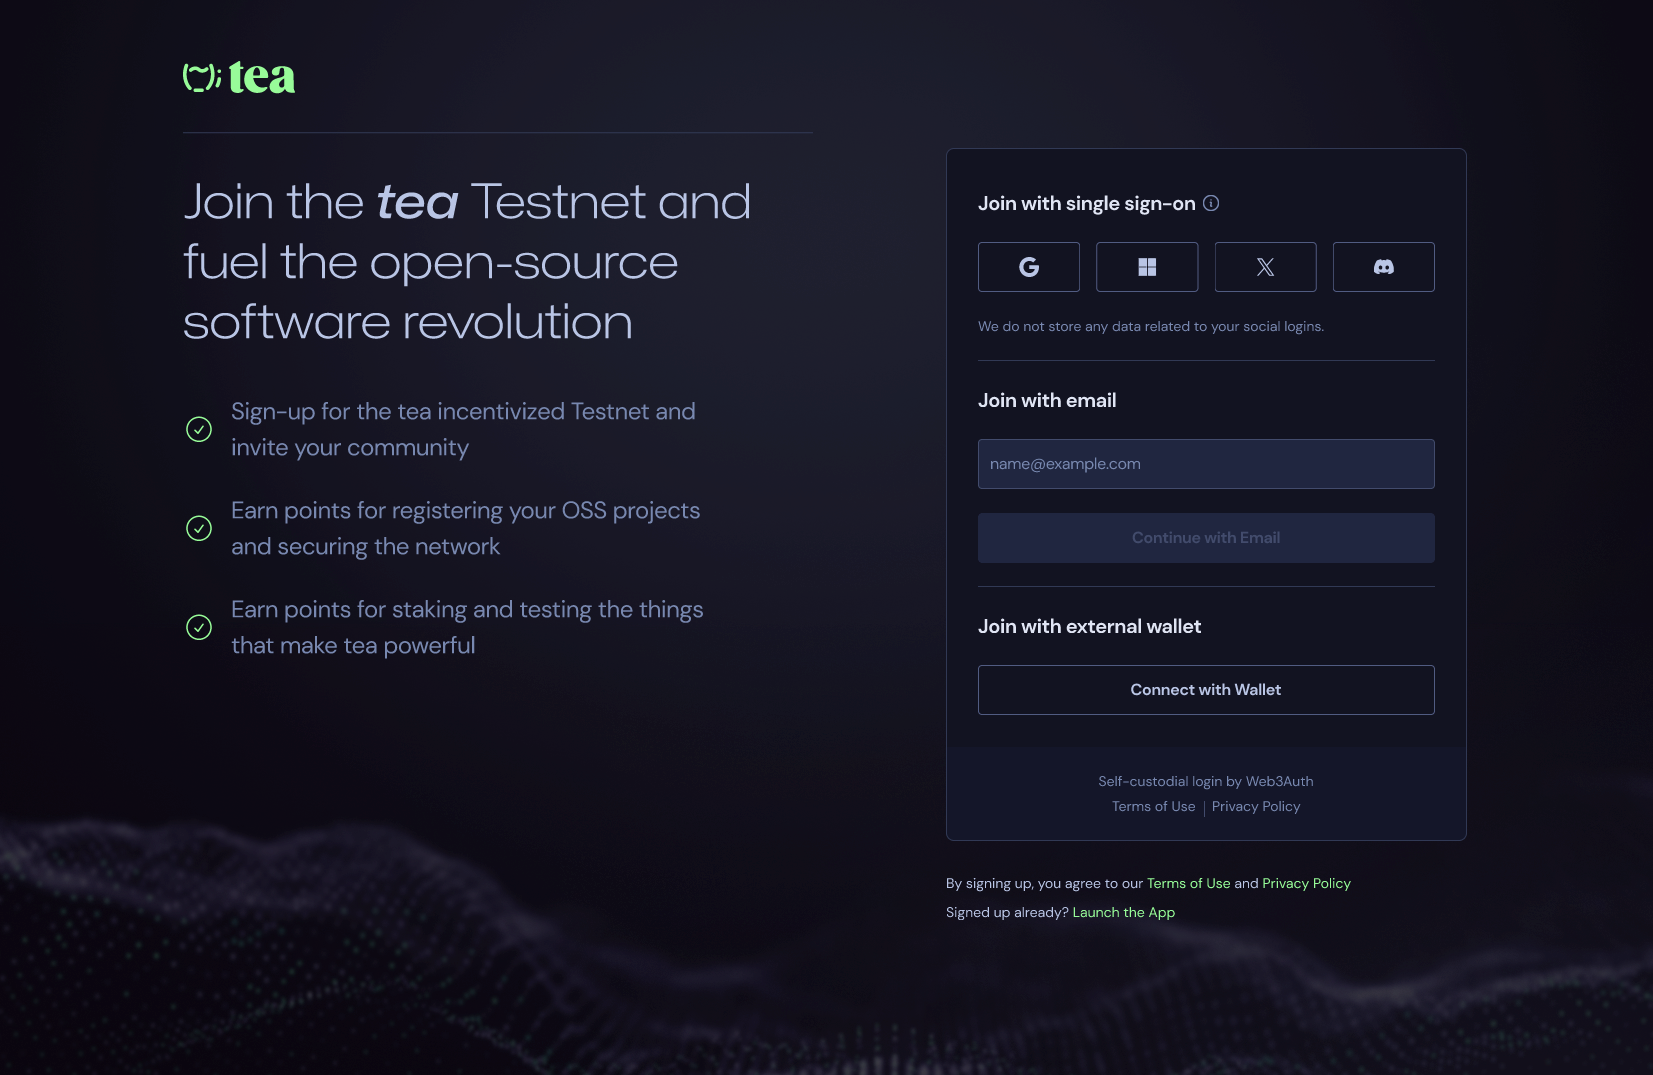 tea
Join the tea Testnet and
fuel the open-source
software revolution
Sign-up for the tea incentivized Testnet and
invite your community
Earn points for registering your OSS projects
and securing the network
Earn points for staking and testing the things
that make tea powerful
Join with single sign-on
We do not store any data related to your social logins.
Join with email
name@example.com
Continue with Email
Join with external wallet
Connect with Wallet
Self-custodial login by Web3Auth
Terms of Use | Privacy Policy
By signing up, you agree to our Terms of Use and Privacy Policy
Signed up already? Launch the App